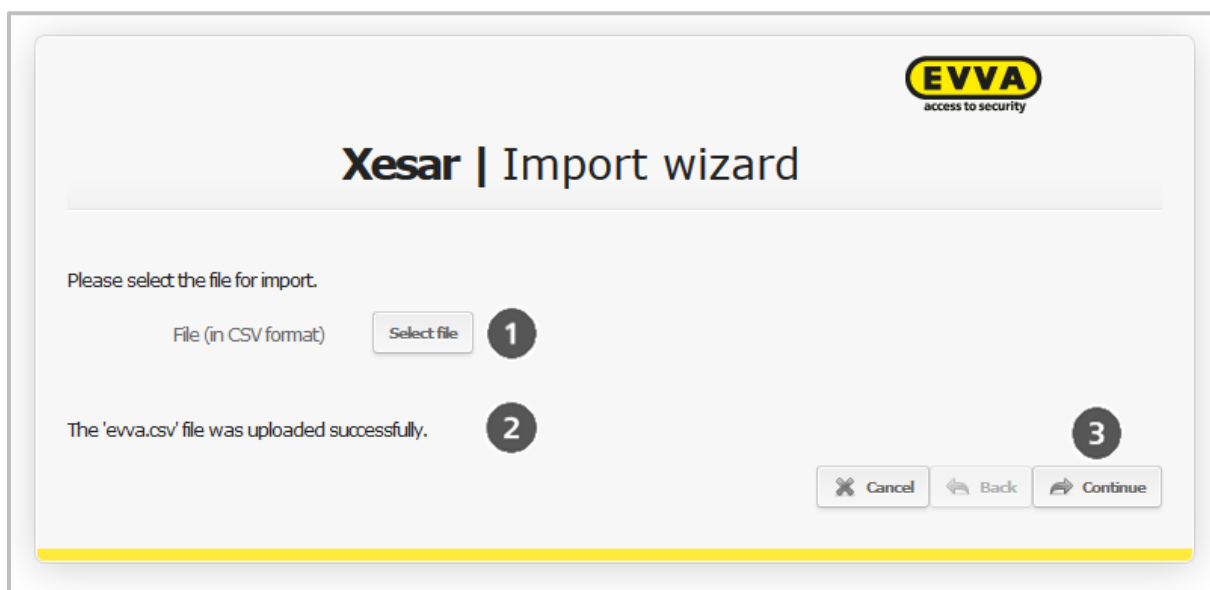 EVVA
access to security
Xesar | Import wizard
Please select the file for import.
File (in CSV format) Select file 1
The 'evva.csv' file was uploaded successfully. 2
3
Cancel Back Continue